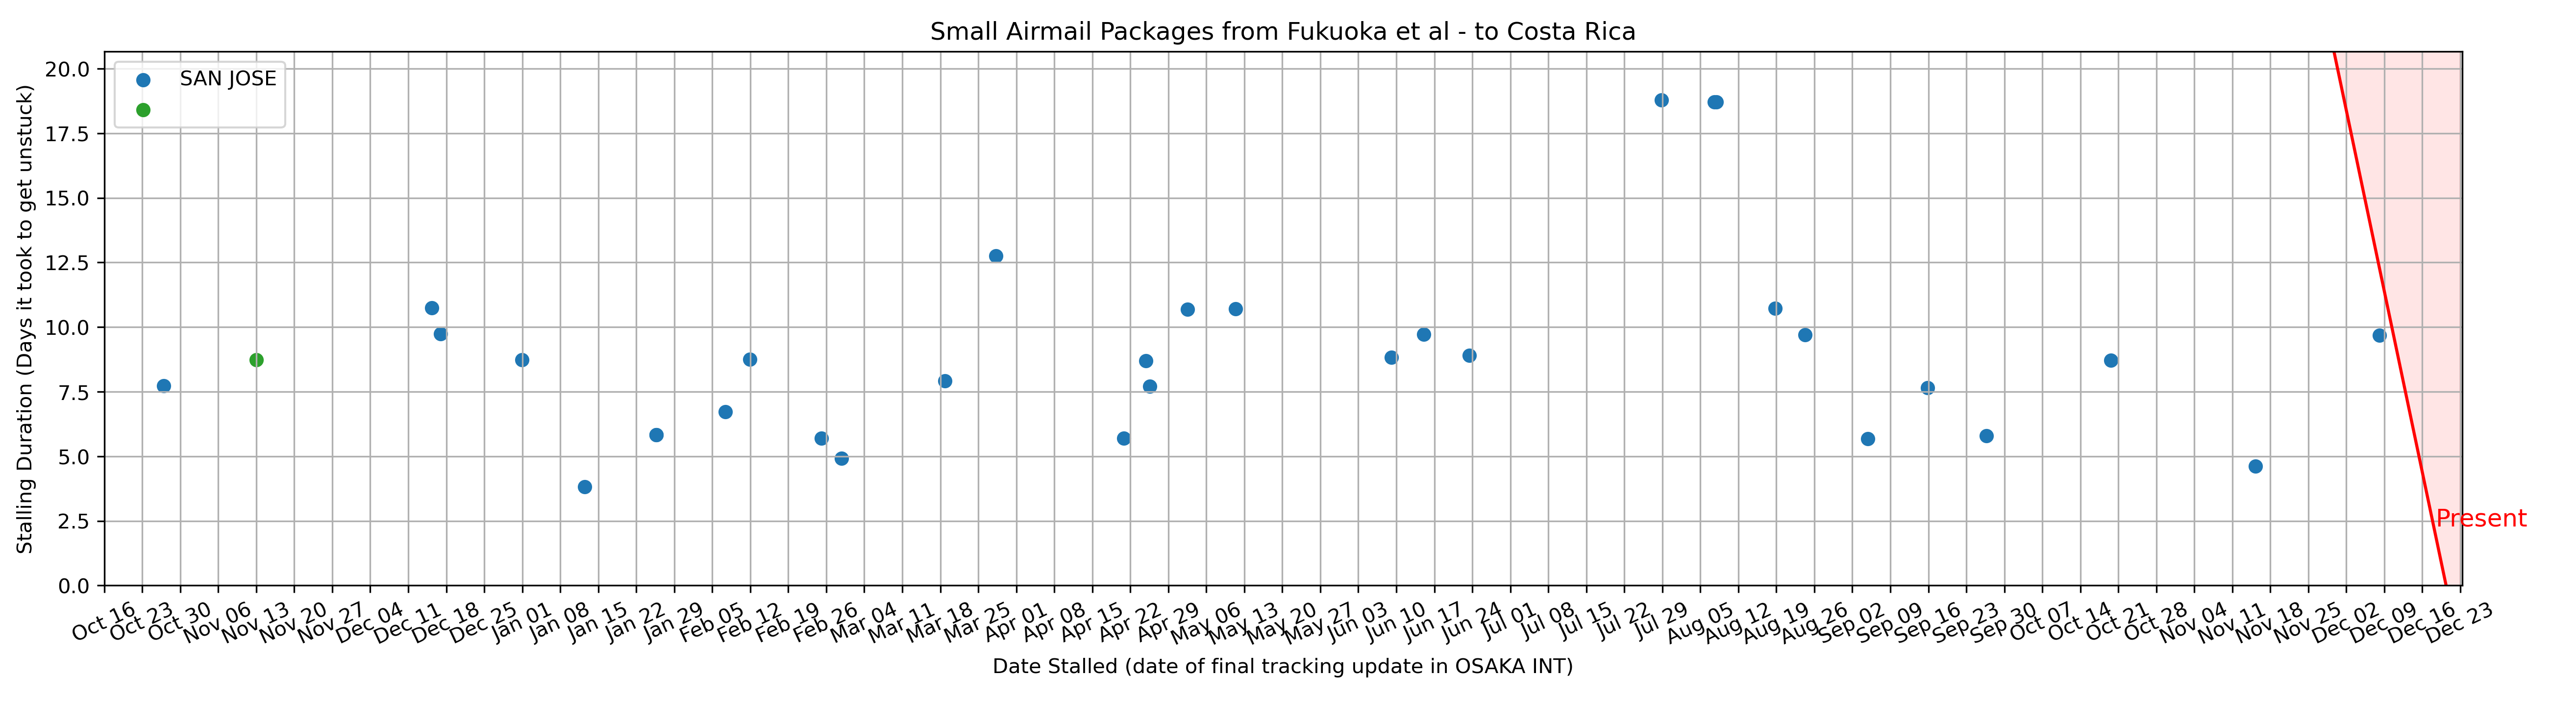 Small Airmail Packages from Fukuoka et al - to Costa Rica
SAN JOSE
Stalling Duration (Days it took to get unstuck)
20.0
17.5
15.0
12.5
10.0
7.5
5.0
2.5
0.0
Present
Oct 16 Oct 23 Oct 30 Nov 06 Nov 13 Nov 20 Nov 27 Dec 04 Dec 11 Dec 18 Dec 25 Jan 01 Jan 08 Jan 15 Jan 22 Jan 29 Feb 05 Feb 12 Feb 19 Feb 26 Mar 04 Mar 11 Mar 18 Mar 25 Apr 01 Apr 08 Apr 15 Apr 22 Apr 29 May 06 May 13 May 20 May 27 Jun 03 Jun 10 Jun 17 Jun 24 Jul 01 Jul 08 Jul 15 Jul 22 Jul 29 Aug 05 Aug 12 Aug 19 Aug 26 Sep 02 Sep 09 Sep 16 Sep 23 Sep 30 Oct 07 Oct 14 Oct 21 Oct 28 Nov 04 Nov 11 Nov 18 Nov 25 Dec 02 Dec 09 Dec 16 Dec 23
Date Stalled (date of final tracking update in OSAKA INT)